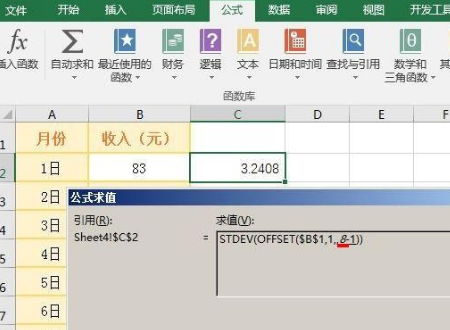 文件 开始 插入 页面布局 公式 数据 审阅 视图 开发工具
fx Σ ? A θ
插入函数 自动求和 最近使用的 财务 逻辑 文本 日期和时间 查找与引用 数学和
函数 三角函数
函数库
A B C D E F
1 月份 收入（元）
2 1日 83 3.2408
3 2日
4 3日
5 4日
6 5日
7 6日
公式求值
引用(R): 求值(V):
Sheet4!$C$2 = STDEV(OFFSET($B$1,1,,8-1))